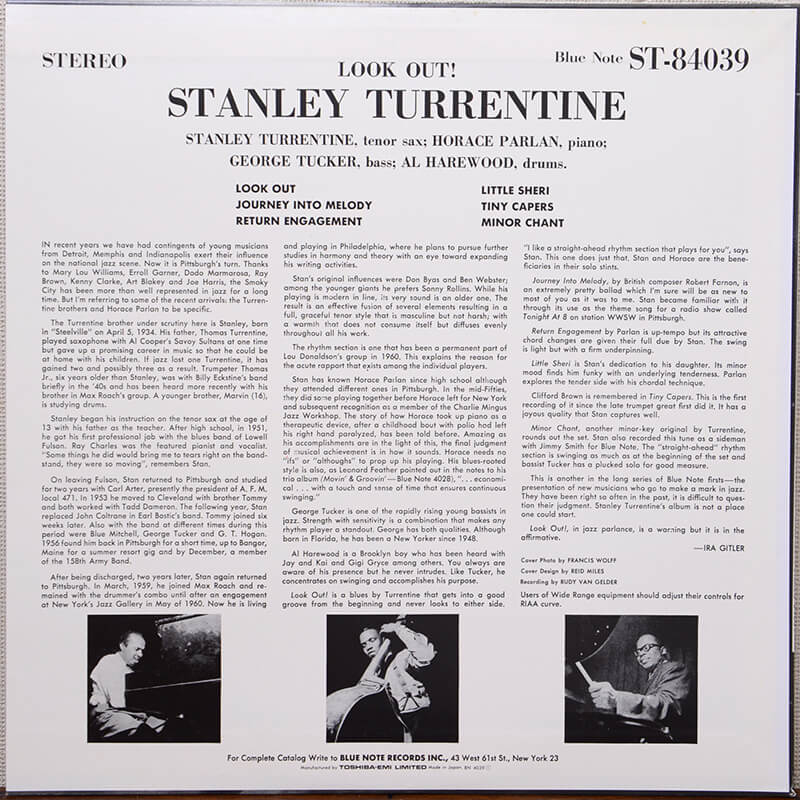 STEREO
Blue Note ST-84039
LOOK OUT!
STANLEY TURRENTINE
STANLEY TURRENTINE, tenor sax; HORACE PARLAN, piano;
GEORGE TUCKER, bass; AL HAREWOOD, drums.
LOOK OUT
JOURNEY INTO MELODY
RETURN ENGAGEMENT
LITTLE SHERI
TINY CAPERS
MINOR CHANT
IN recent years we have had contingents of young musicians
from Detroit, Memphis and Indianapolis exert their influence
on the national jazz scene. Now it is Pittsburgh's turn. Thanks
to Mary Lou Williams, Erroll Garner, Dodo Marmarosa, Ray
Brown, Kenny Clarke, Art Blakey and Joe Harris, the Smoky
City has been more than well represented in jazz for a long
time. But I'm referring to some of the recent arrivals: the Turren-
tine brothers and Horace Parlan to be specific.
The Turrentine brother under scrutiny here is Stanley, born
in "Steelville" on April 5, 1934. His father, Thomas Turrentine,
played saxophone with Al Cooper's Savoy Sultans at one time
but gave up a promising career in music so that he could be
at home with his children. If jazz lost one Turrentine, it has
gained two and possibly three as a result. Trumpeter Thomas
Jr., six years older than Stanley, was with Billy Eckstine's band
briefly in the '40s and has been heard more recently with his
brother in Max Roach's group. A younger brother, Marvin (16),
is studying drums.
Stanley began his instruction on the tenor sax at the age of
13 with his father as the teacher. After high school, in 1951,
he got his first professional job with the blues band of Lowell
Fulson. Ray Charles was the featured pianist and vocalist.
"Some things he did would bring me to tears right on the band-
stand, they were so moving", remembers Stan.
On leaving Fulson, Stan returned to Pittsburgh and studied
for two years with Carl Arter, presently the president of A. F. M.
local 471. In 1953 he moved to Cleveland with brother Tommy
and both worked with Tadd Dameron. The following year, Stan
replaced John Coltrane in Earl Bostic's band. Tommy joined six
weeks later. Also with the band at different times during this
period were Blue Mitchell, George Tucker and G. T. Hogan.
1956 found him back in Pittsburgh for a short time, up to Bangor,
Maine for a summer resort gig and by December, a member
of the 158th Army Band.
After being discharged, two years later, Stan again returned
to Pittsburgh. In March, 1959, he joined Max Roach and re-
mained with the drummer's combo until after an engagement
at New York's Jazz Gallery in May of 1960. Now he is living
and playing in Philadelphia, where he plans to pursue further
studies in harmony and theory with an eye toward expanding
his writing activities.
Stan's original influences were Don Byas and Ben Webster;
among the younger giants he prefers Sonny Rollins. While his
playing is modern in line, its very sound is an older one. The
result is an effective fusion of several elements resulting in a
full, graceful tenor style that is masculine but not harsh; with
a warmth that does not consume itself but diffuses evenly
throughout all his work.
The rhythm section is one that has been a permanent part of
Lou Donaldson's group in 1960. This explains the reason for
the acute rapport that exists among the individual players.
Stan has known Horace Parlan since high school although
they attended different ones in Pittsburgh. In the mid-Fifties,
they did some playing together before Horace left for New York
and subsequent recognition as a member of the Charlie Mingus
Jazz Workshop. The story of how Horace took up piano as a
therapeutic device, after a childhood bout with polio had left
his right hand paralyzed, has been told before. Amazing as
his accomplishments are in the light of this, the final judgment
of musical achievement is in how it sounds. Horace needs no
"ifs" or "althoughs" to prop up his playing. His blues-rooted
style is also, as Leonard Feather pointed out in the notes to his
trio album (Movin' & Groovin'—Blue Note 4028), ". . . economi-
cal . . . with a touch and sense of time that ensures continuous
swinging."
George Tucker is one of the rapidly rising young bassists in
jazz. Strength with sensitivity is a combination that makes any
rhythm player a standout. George has both qualities. Although
born in Florida, he has been a New Yorker since 1948.
Al Harewood is a Brooklyn boy who has been heard with
Jay and Kai and Gigi Gryce among others. You always are
aware of his presence but he never intrudes. Like Tucker, he
concentrates on swinging and accomplishes his purpose.
Look Out! is a blues by Turrentine that gets into a good
groove from the beginning and never looks to either side.
"I like a straight-ahead rhythm section that plays for you", says
Stan. This one does just that. Stan and Horace are the bene-
ficiaries in their solo stints.
Journey Into Melody, by British composer Robert Farnon, is
an extremely pretty ballad which I'm sure will be as new to
most of you as it was to me. Stan became familiar with it
through its use as the theme song for a radio show called
Tonight At 8 on station WWSW in Pittsburgh.
Return Engagement by Parlan is up-tempo but its attractive
chord changes are given their full due by Stan. The swing
is light but with a firm underpinning.
Little Sheri is Stan's dedication to his daughter. Its minor
mood finds him funky with an underlying tenderness. Parlan
explores the tender side with his chordal technique.
Clifford Brown is remembered in Tiny Capers. This is the first
recording of it since the late trumpet great first did it. It has a
joyous quality that Stan captures well.
Minor Chant, another minor-key original by Turrentine,
rounds out the set. Stan also recorded this tune as a sideman
with Jimmy Smith for Blue Note. The "straight-ahead" rhythm
section is swinging as much as at the beginning of the set and
bassist Tucker has a plucked solo for good measure.
This is another in the long series of Blue Note firsts—the
presentation of new musicians who go to make a mark in jazz.
They have been right so often in the past, it is difficult to ques-
tion their judgment. Stanley Turrentine's album is not a place
one could start.
Look Out!, in jazz parlance, is a warning but it is in the
affirmative.
—IRA GITLER
Cover Photo by FRANCIS WOLFF
Cover Design by REID MILES
Recording by RUDY VAN GELDER
Users of Wide Range equipment should adjust their controls for
RIAA curve.
For Complete Catalog Write to BLUE NOTE RECORDS INC., 43 West 61st St., New York 23
Manufactured by TOSHIBA-EMI LIMITED Made in Japan. BN 4039